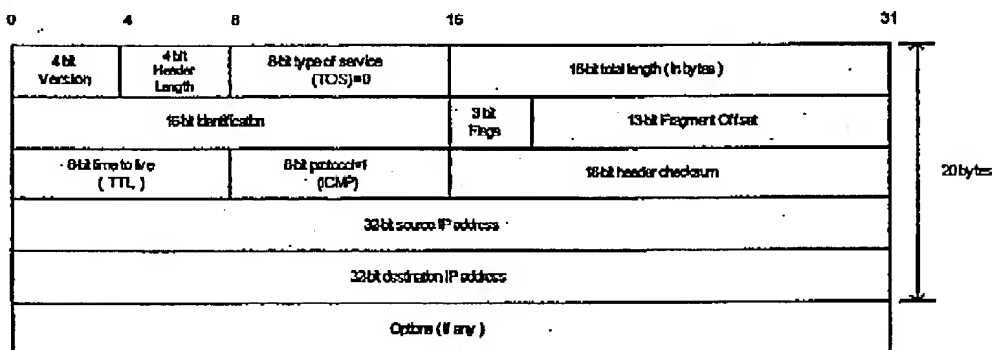 0 4 8 16 31
4 bit Version
4 bit Header Length
8-bit type of service (TOS)=0
16-bit total length (in bytes)
16-bit Identification
3 bit Flags
13-bit Fragment Offset
8-bit time to live ( TTL )
8-bit protocol=1 (ICMP)
16-bit header checksum
20 bytes
32-bit source IP address
32-bit destination IP address
Options ( If any )